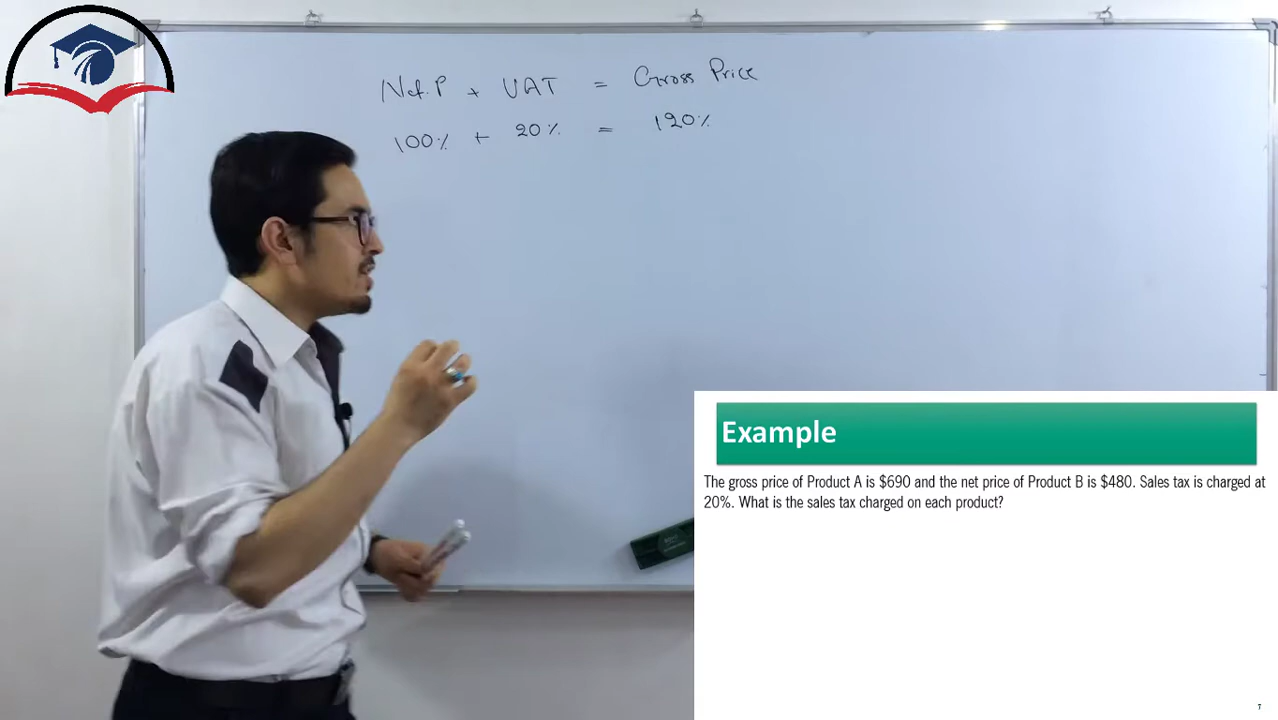 Net.P + VAT = Gross Price
100% + 20% = 120%
Example
The gross price of Product A is $690 and the net price of Product B is $480. Sales tax is charged at
20%. What is the sales tax charged on each product?
7